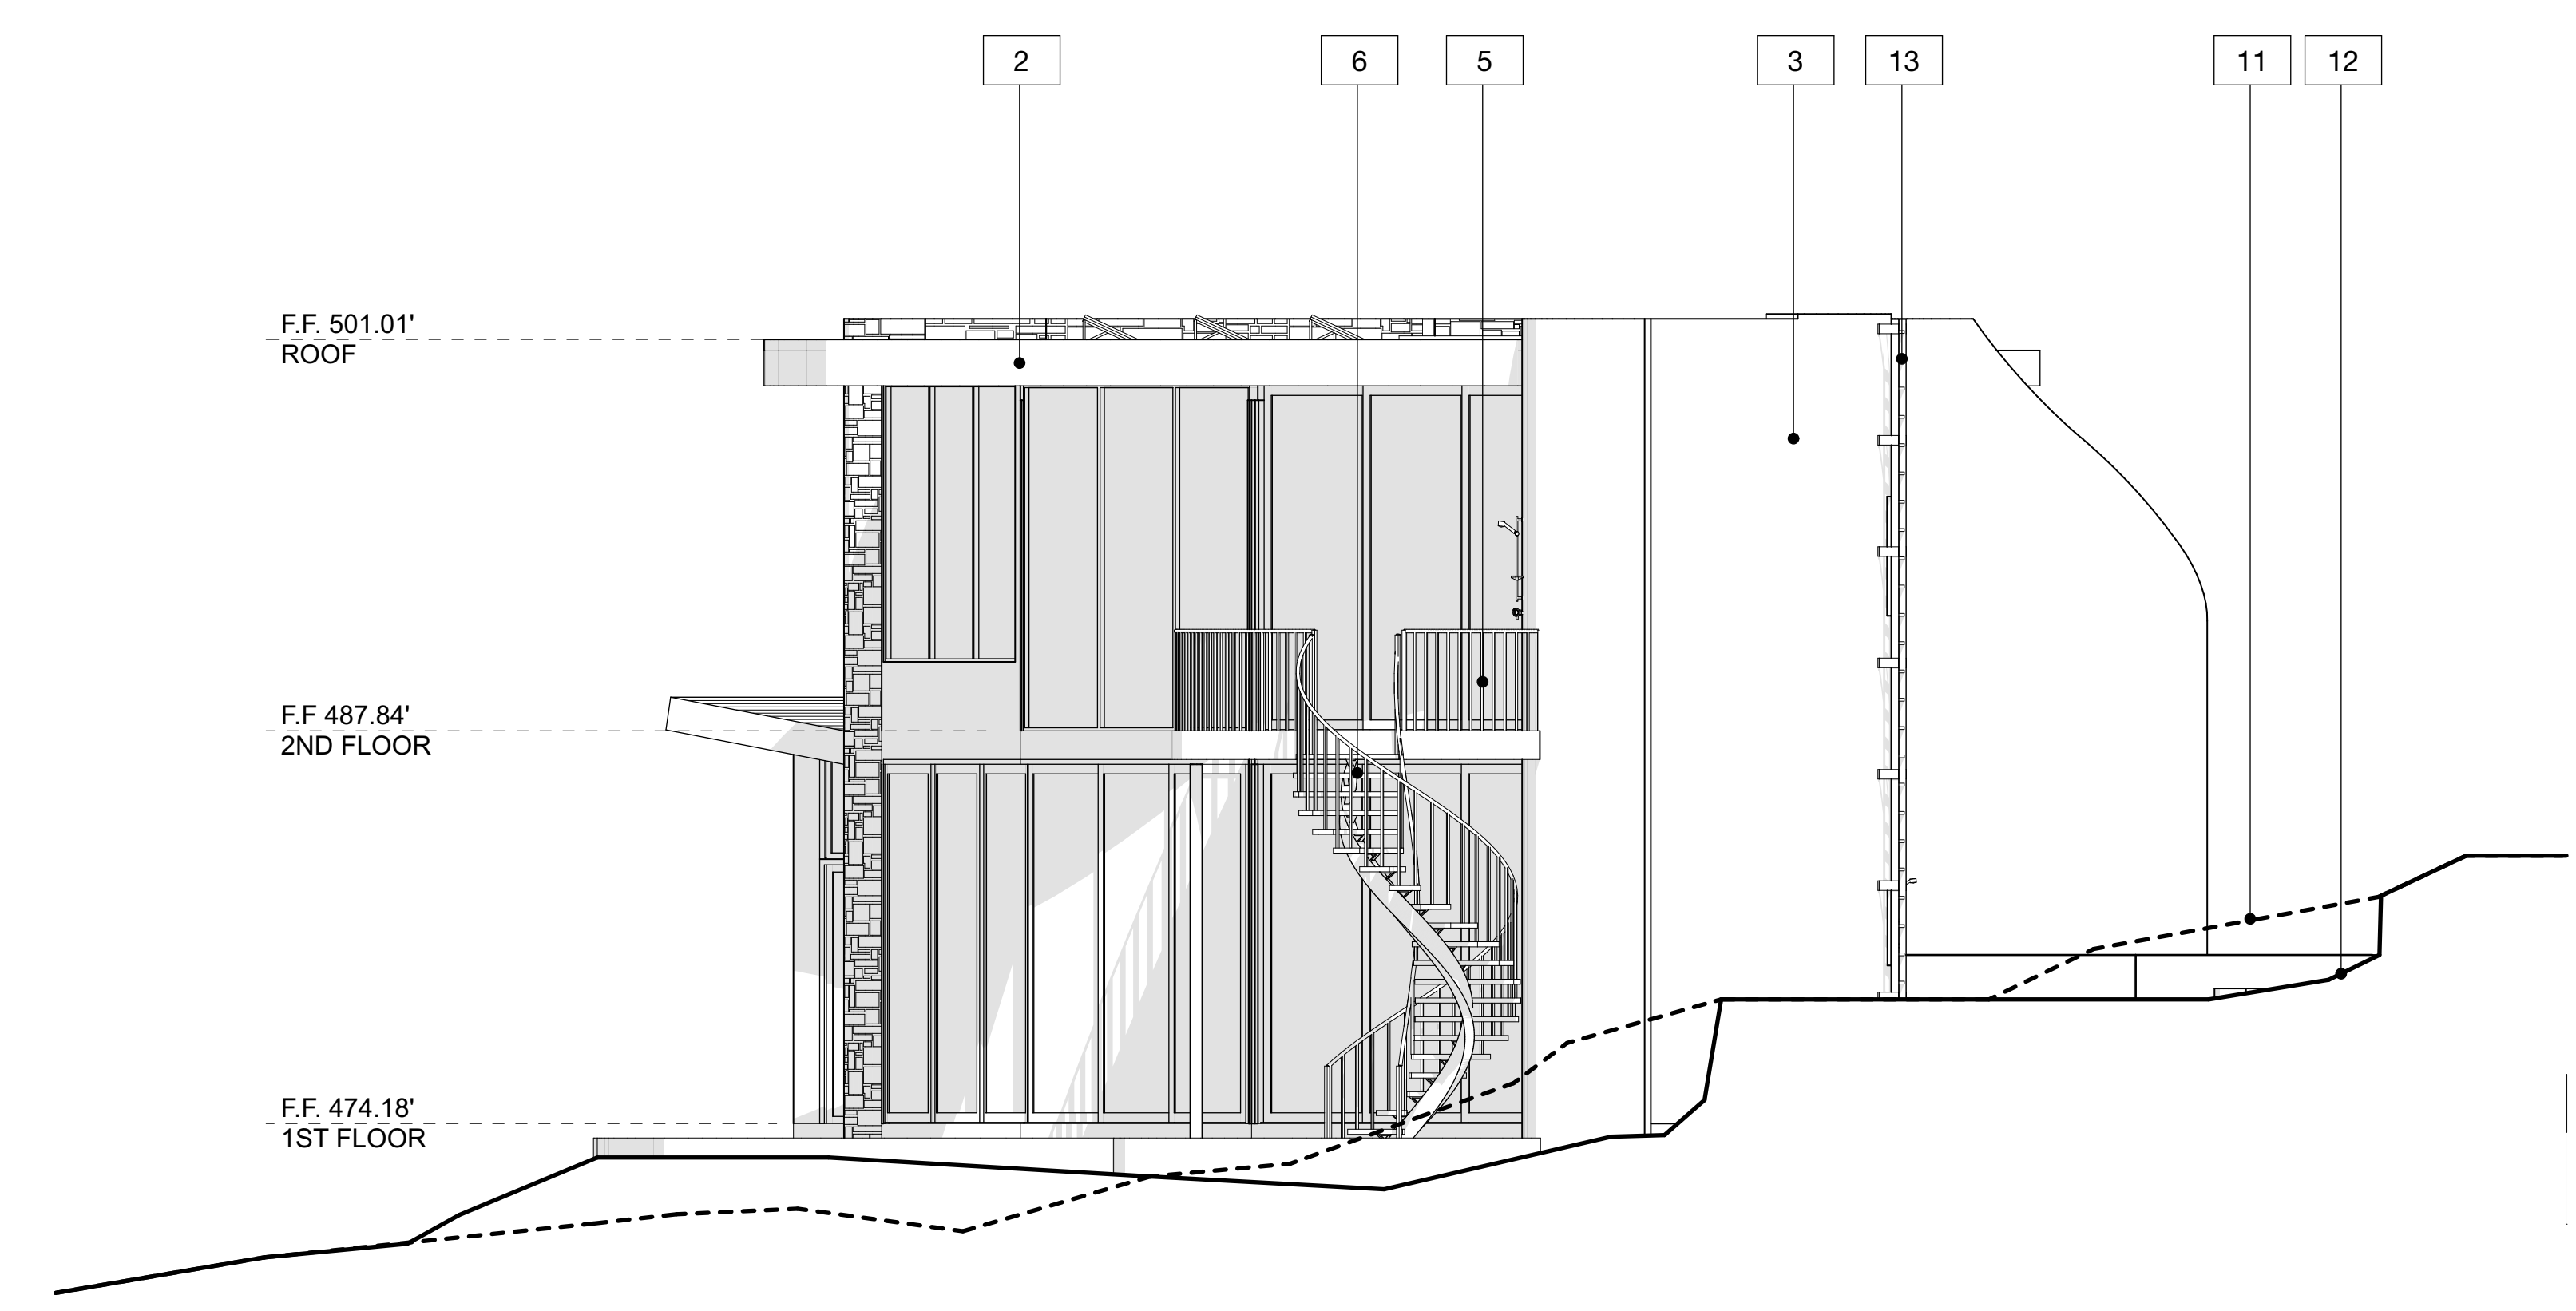 2 6 5 3 13 11 12
F.F. 501.01'
ROOF
F.F 487.84'
2ND FLOOR
F.F. 474.18'
1ST FLOOR